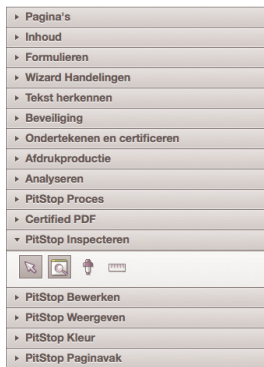 Pagina's
Inhoud
Formulieren
Wizard Handelingen
Tekst herkennen
Beveiliging
Ondertekenen en certificeren
Afdrukproductie
Analyseren
PitStop Proces
Certified PDF
PitStop Inspecteren
PitStop Bewerken
PitStop Weergeven
PitStop Kleur
PitStop Paginavak